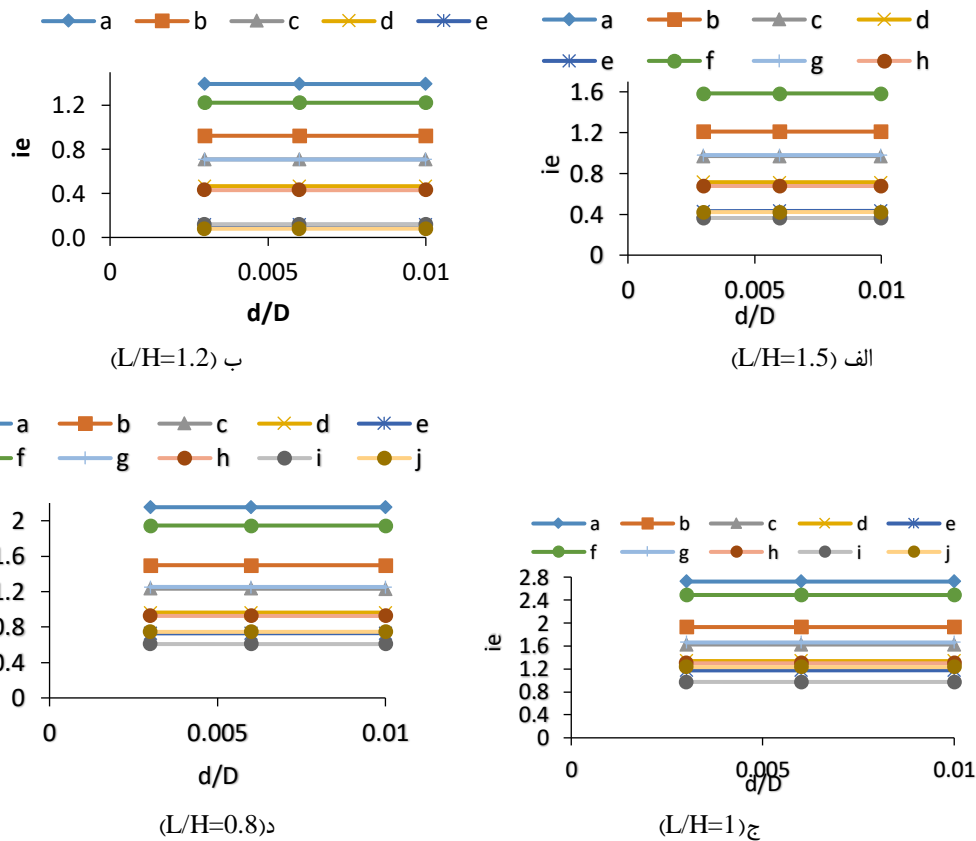 a b c d e
1.2
0.8
0.4
0.0
ie
0 0.005 0.01
d/D
ب (L/H=1.2)
a b c d
e f g h
1.6
1.2
0.8
0.4
0
ie
0 0.005 0.01
d/D
الف (L/H=1.5)
a b c d e
f g h i j
2
1.6
1.2
0.8
0.4
0
0 0.005 0.01
d/D
د(L/H=0.8)
a b c d e
f g h i j
2.8
2.4
2
1.6
1.2
0.8
0.4
0
ie
0 0.005 0.01
d/D
ج(L/H=1)